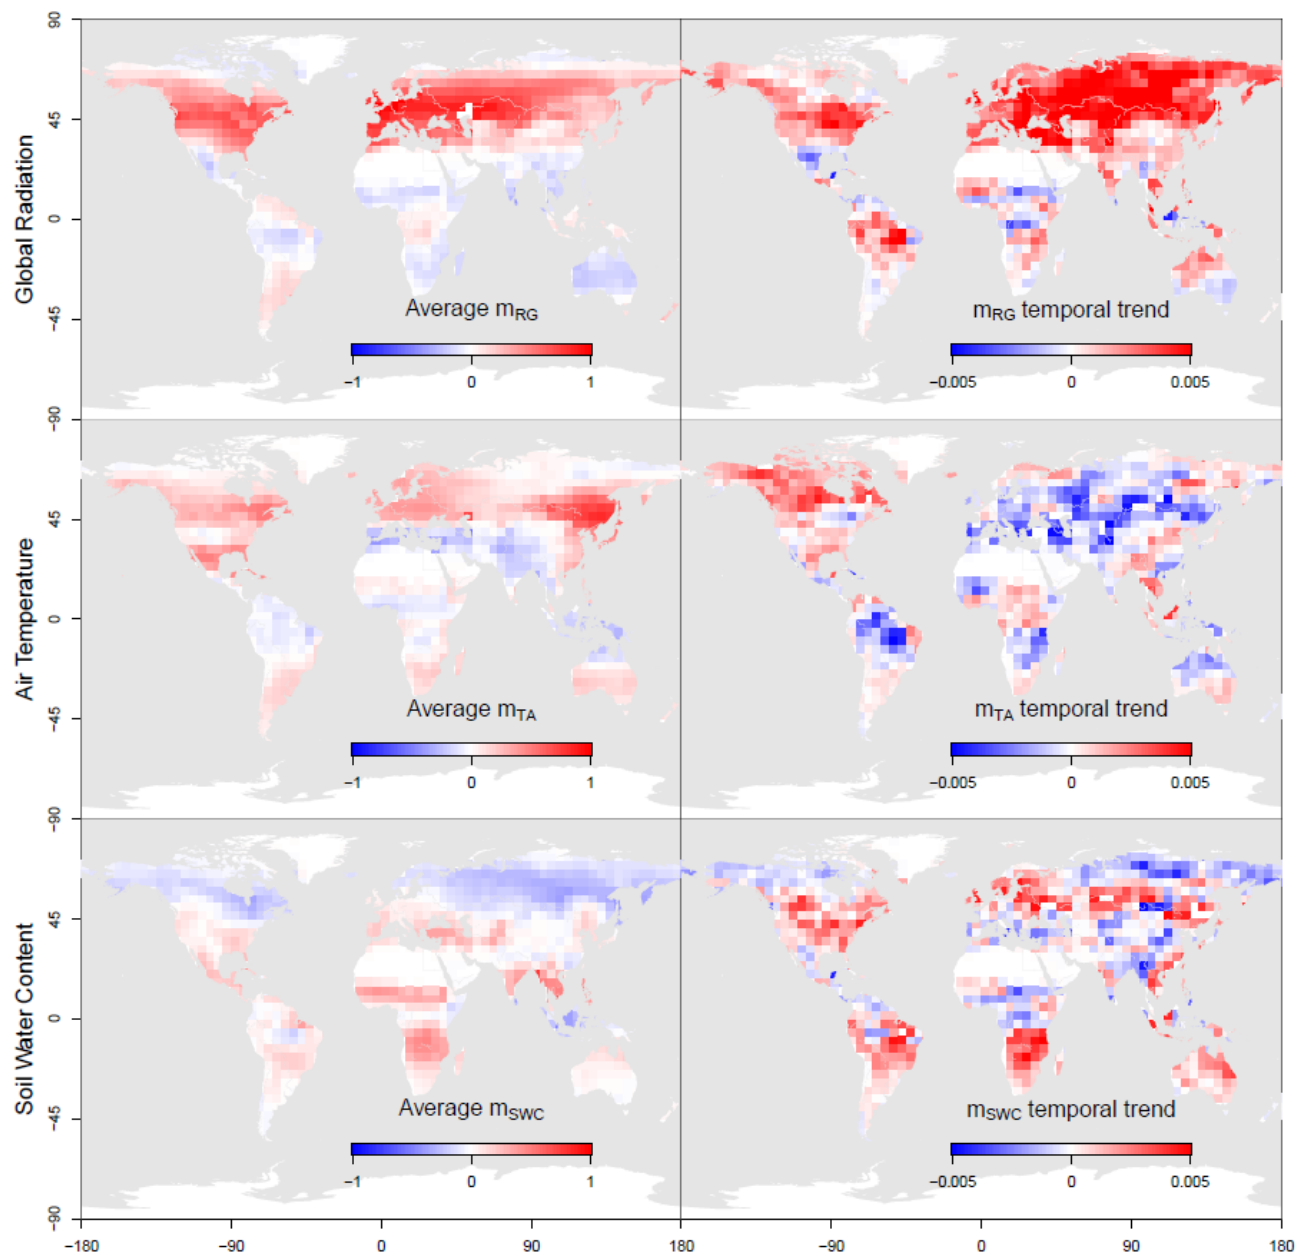 90
45
0
−45
−90
Global Radiation
Average mRG
−1 0 1
mRG temporal trend
−0.005 0 0.005
45
0
−45
−90
Air Temperature
Average mTA
−1 0 1
mTA temporal trend
−0.005 0 0.005
45
0
−45
−90
Soil Water Content
Average mSWC
−1 0 1
mSWC temporal trend
−0.005 0 0.005
−180 −90 0 90 180 −90 0 90 180